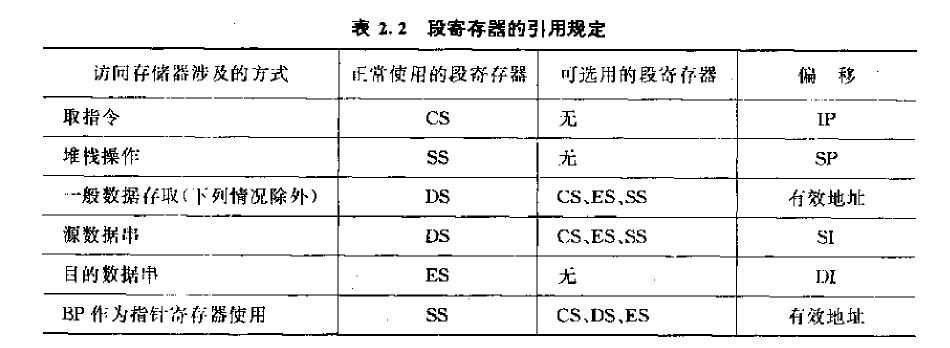 表 2.2 段寄存器的引用规定
访问存储器涉及的方式 正常使用的段寄存器 可选用的段寄存器 偏 移
取指令 CS 无 IP
堆栈操作 SS 无 SP
一般数据存取(下列情况除外) DS CS、ES、SS 有效地址
源数据串 DS CS、ES、SS SI
目的数据串 ES 无 DI
BP 作为指针寄存器使用 SS CS、DS、ES 有效地址